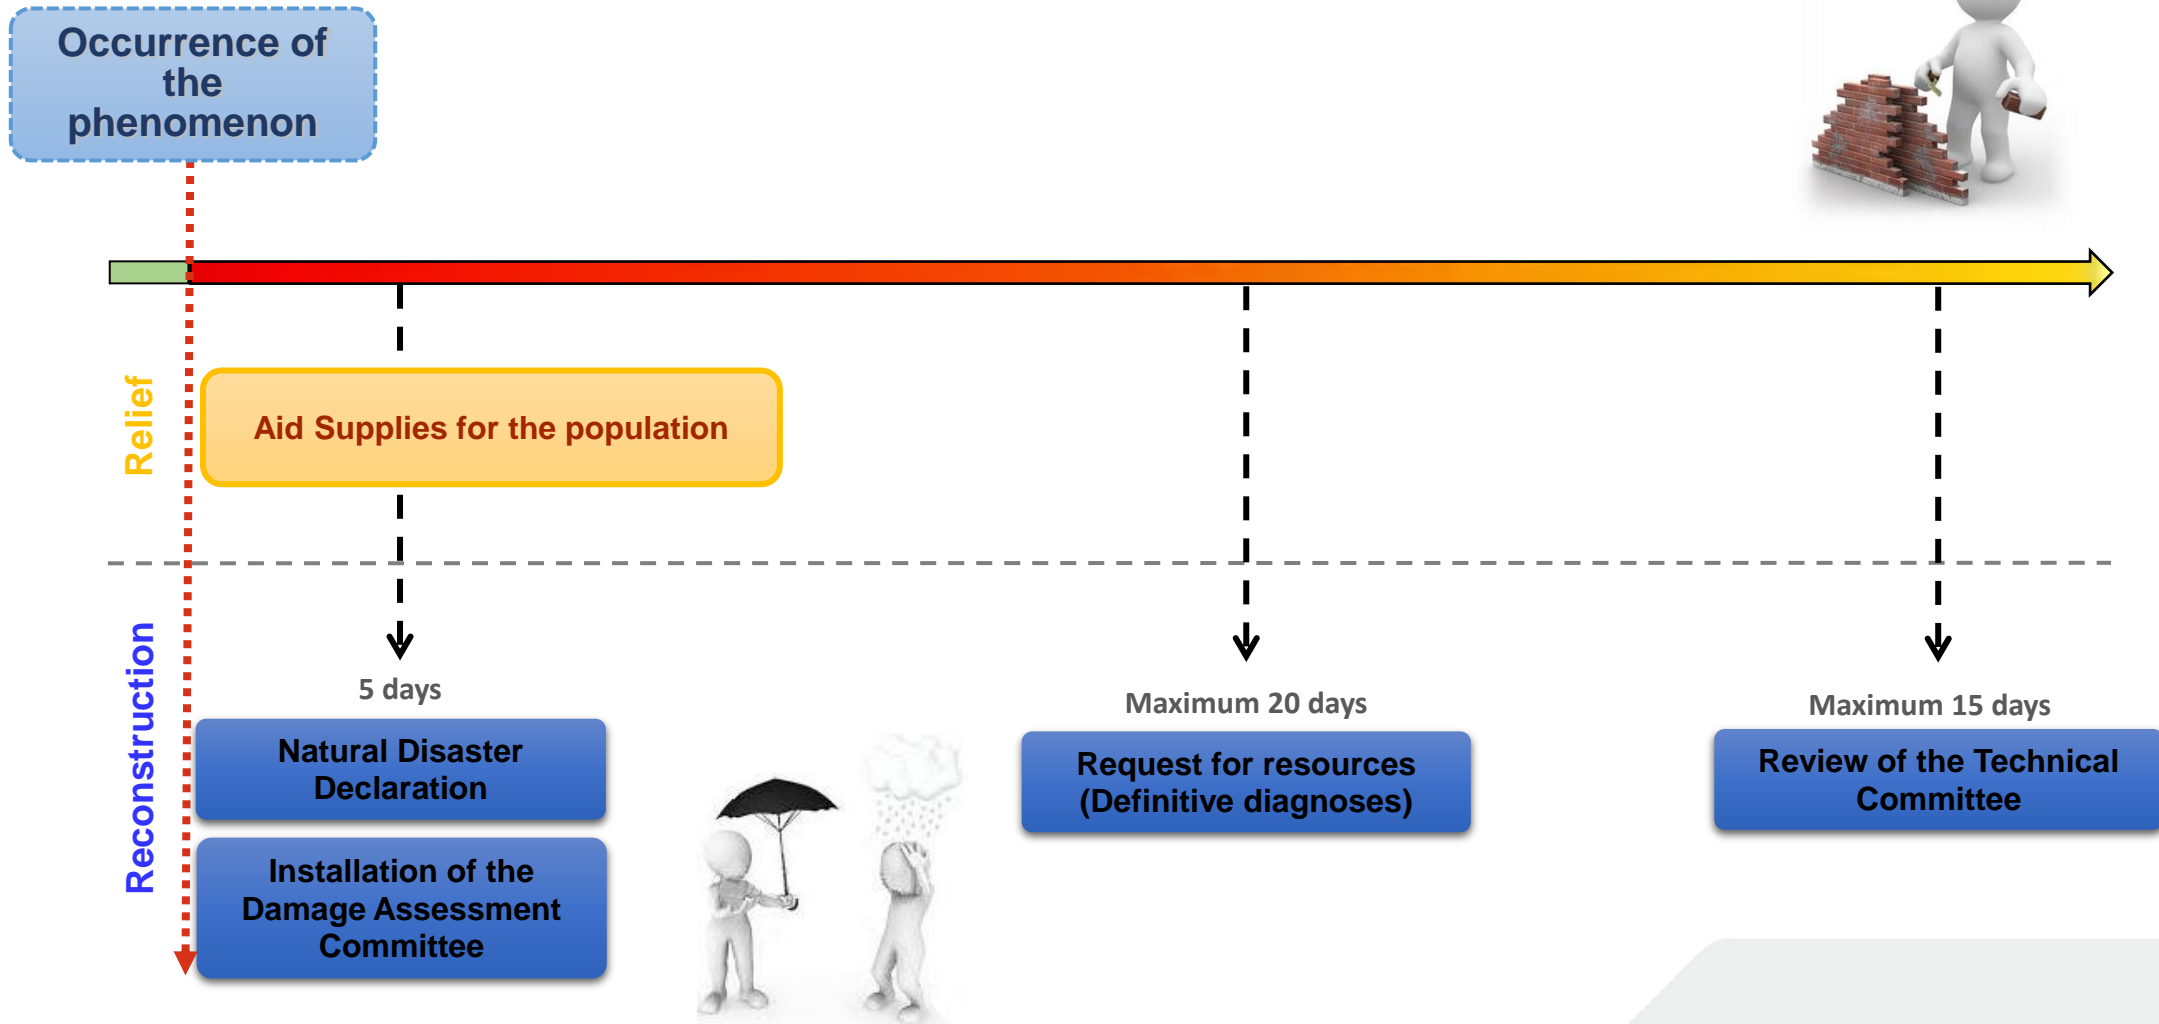 Occurrence of
the
phenomenon
Relief
Aid Supplies for the population
Reconstruction
5 days
Natural Disaster
Declaration
Installation of the
Damage Assessment
Committee
Maximum 20 days
Request for resources
(Definitive diagnoses)
Maximum 15 days
Review of the Technical
Committee